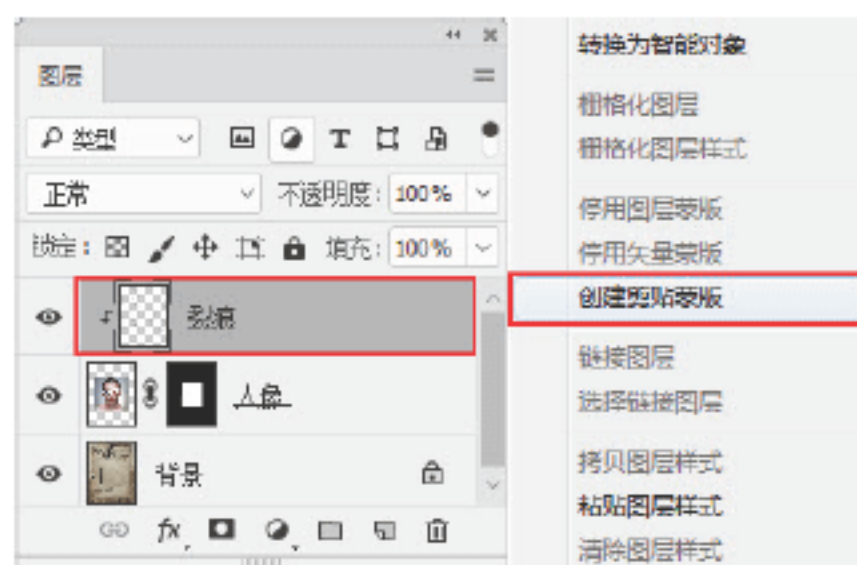 图层
类型
正常
不透明度: 100%
锁定: 填充: 100%
裂痕
人像
背景
fx
转换为智能对象
栅格化图层
栅格化图层样式
停用图层蒙版
停用矢量蒙版
创建剪贴蒙版
链接图层
选择链接图层
拷贝图层样式
粘贴图层样式
清除图层样式